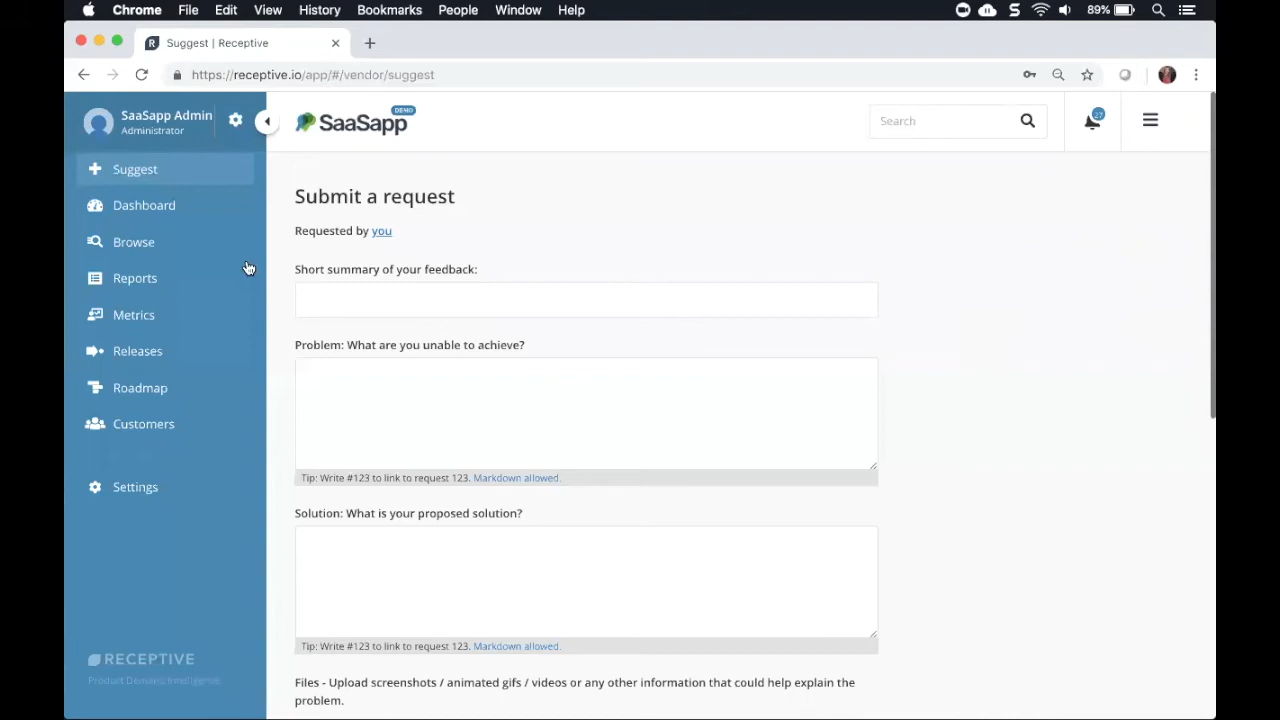 Chrome File Edit View History Bookmarks People Window Help 89%
Suggest | Receptive
https://receptive.io/app/#/vendor/suggest
SaaSapp Admin
Administrator
DEMO
SaaSapp
Search
27
Suggest
Dashboard
Browse
Reports
Metrics
Releases
Roadmap
Customers
Settings
RECEPTIVE
Product Demand Intelligence
Submit a request
Requested by you
Short summary of your feedback:
Problem: What are you unable to achieve?
Tip: Write #123 to link to request 123. Markdown allowed.
Solution: What is your proposed solution?
Tip: Write #123 to link to request 123. Markdown allowed.
Files - Upload screenshots / animated gifs / videos or any other information that could help explain the
problem.